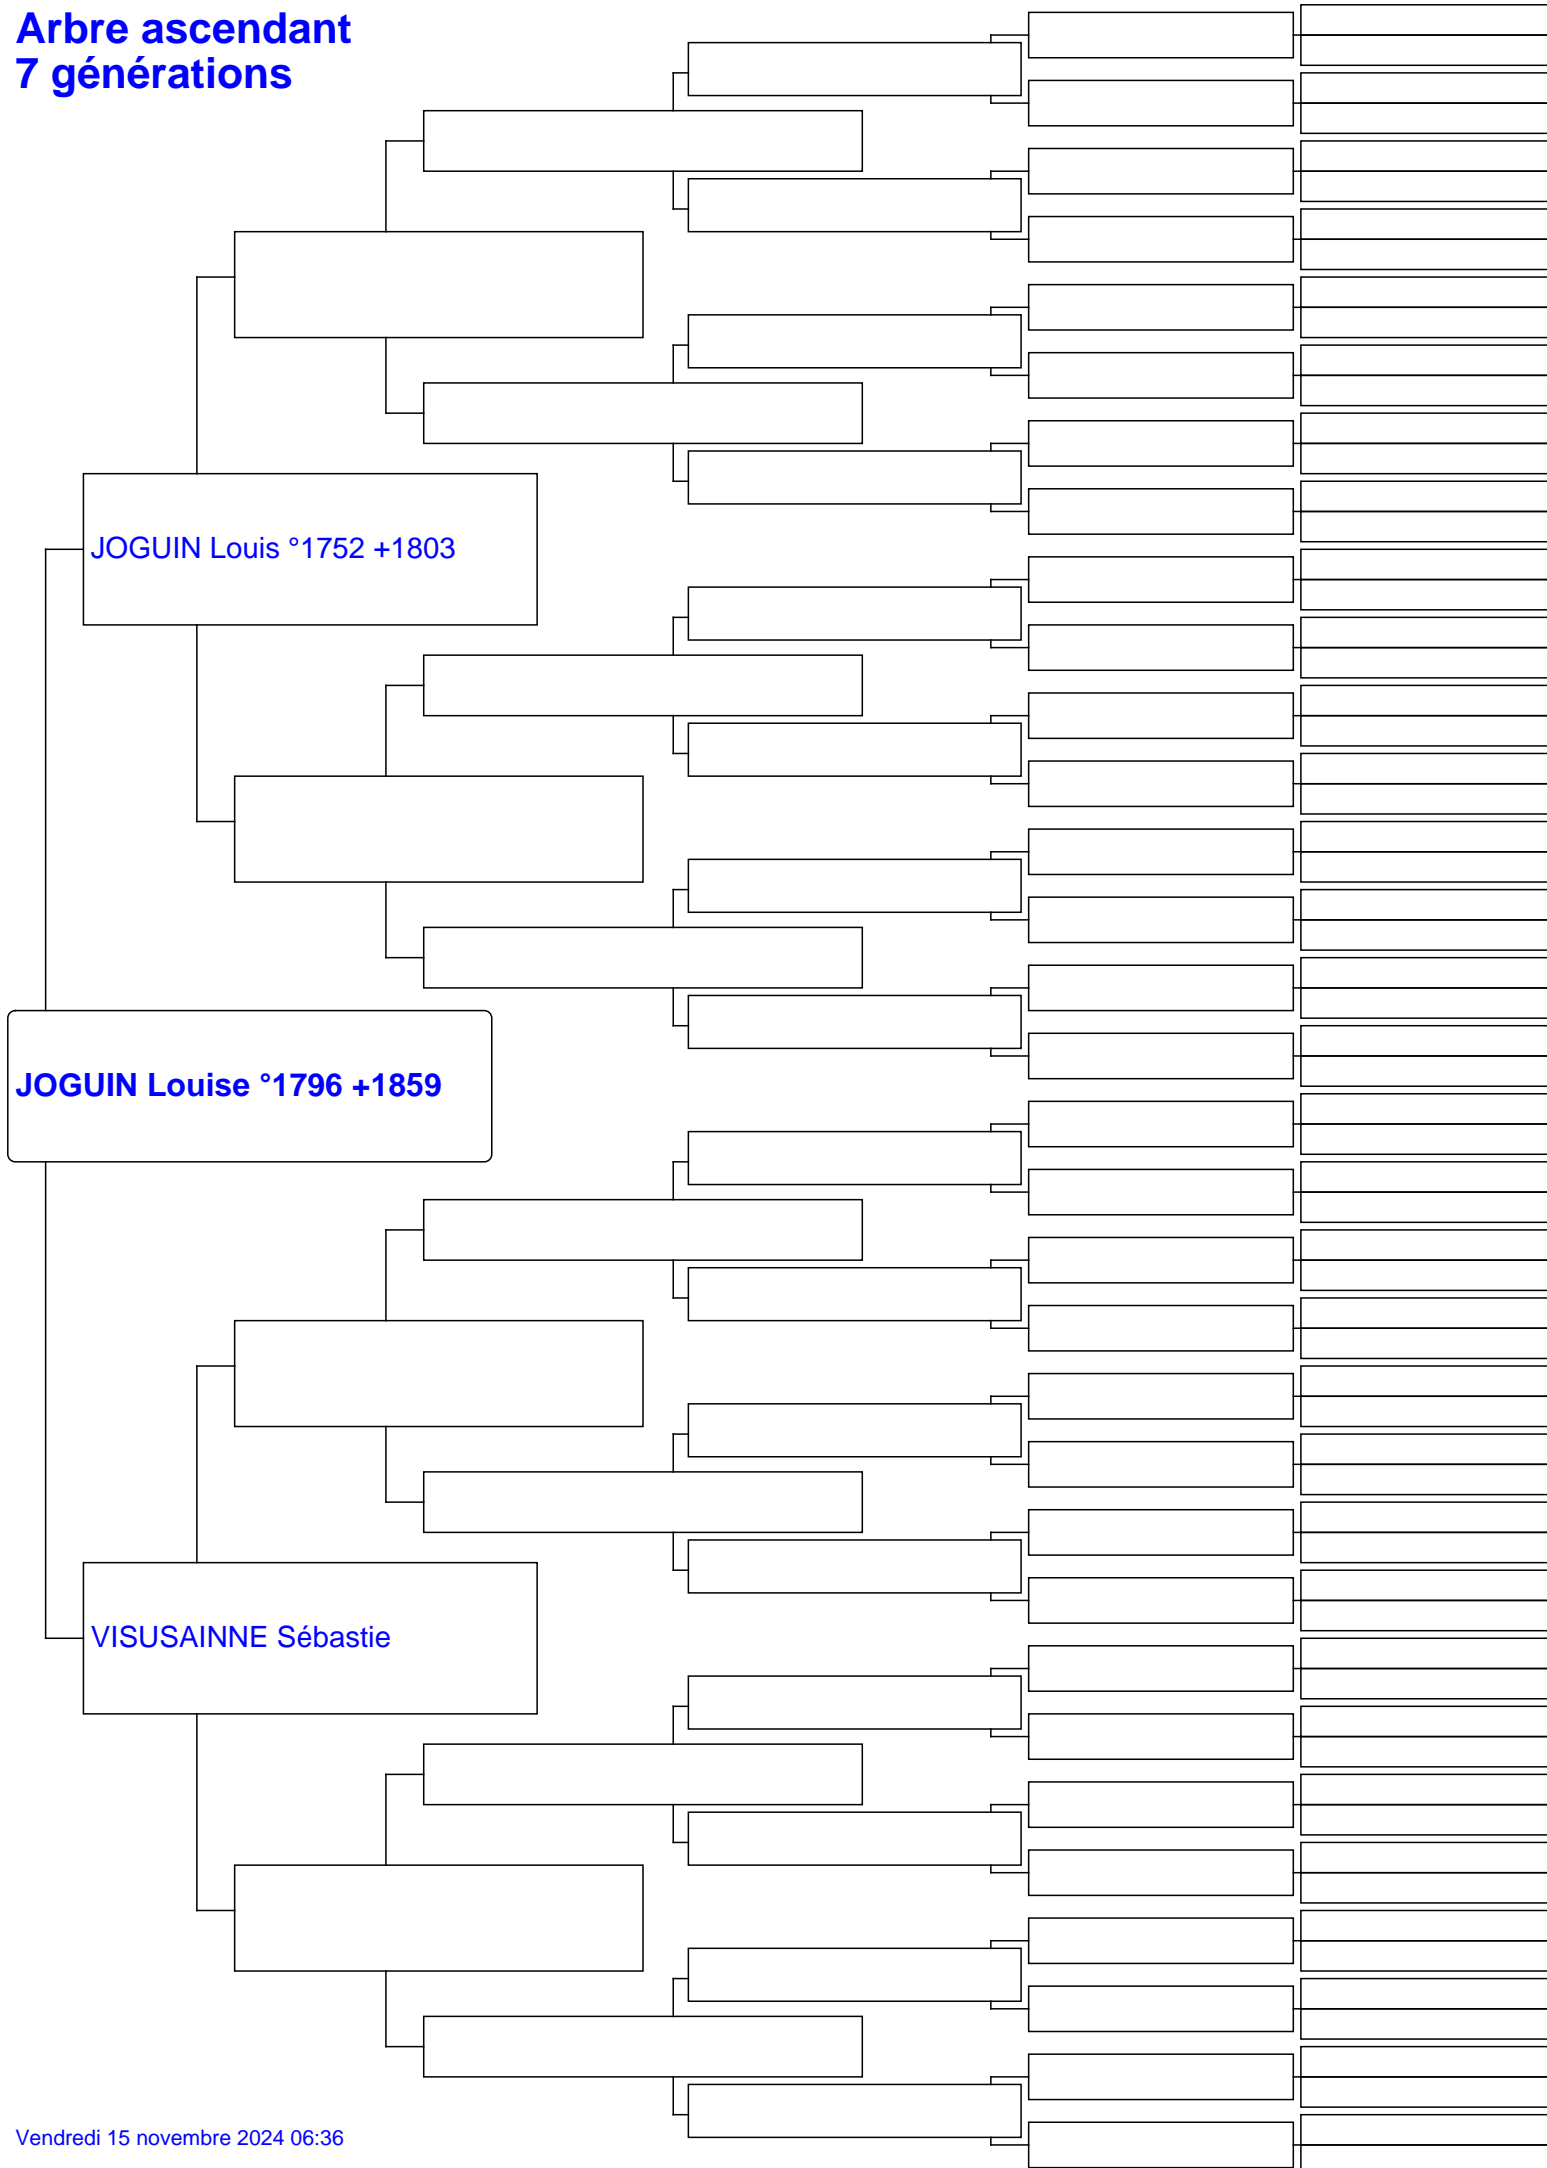 Arbre ascendant
7 générations
JOGUIN Louis °1752 +1803
JOGUIN Louise °1796 +1859
VISUSAINNE Sébastie
Vendredi 15 novembre 2024 06:36